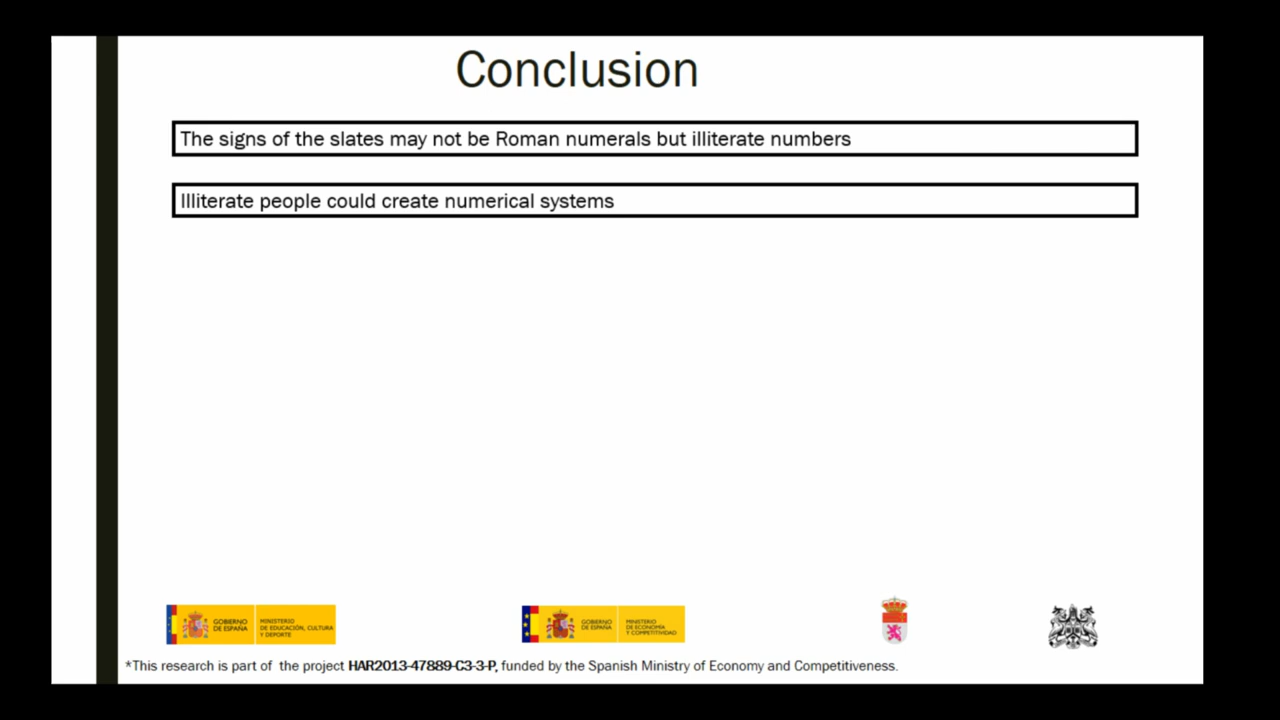 Conclusion
The signs of the slates may not be Roman numerals but illiterate numbers
Illiterate people could create numerical systems
GOBIERNO
DE ESPAÑA
MINISTERIO
DE EDUCACIÓN, CULTURA
Y DEPORTE
GOBIERNO
DE ESPAÑA
MINISTERIO
DE ECONOMÍA
Y COMPETITIVIDAD
*This research is part of the project HAR2013-47889-C3-3-P, funded by the Spanish Ministry of Economy and Competitiveness.